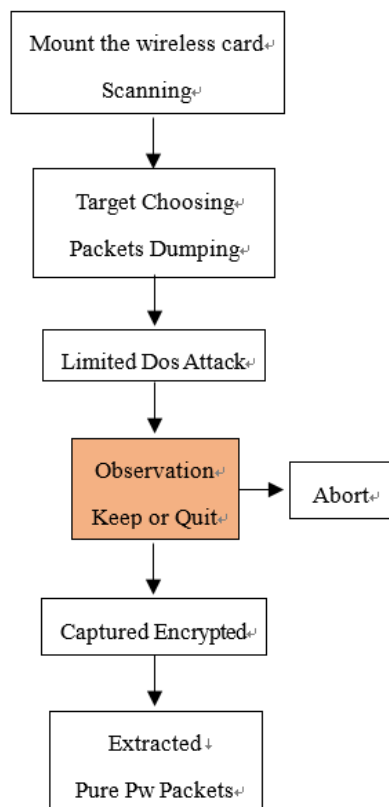 Mount the wireless card
Scanning
Target Choosing
Packets Dumping
Limited Dos Attack
Observation
Keep or Quit
Abort
Captured Encrypted
Extracted
Pure Pw Packets